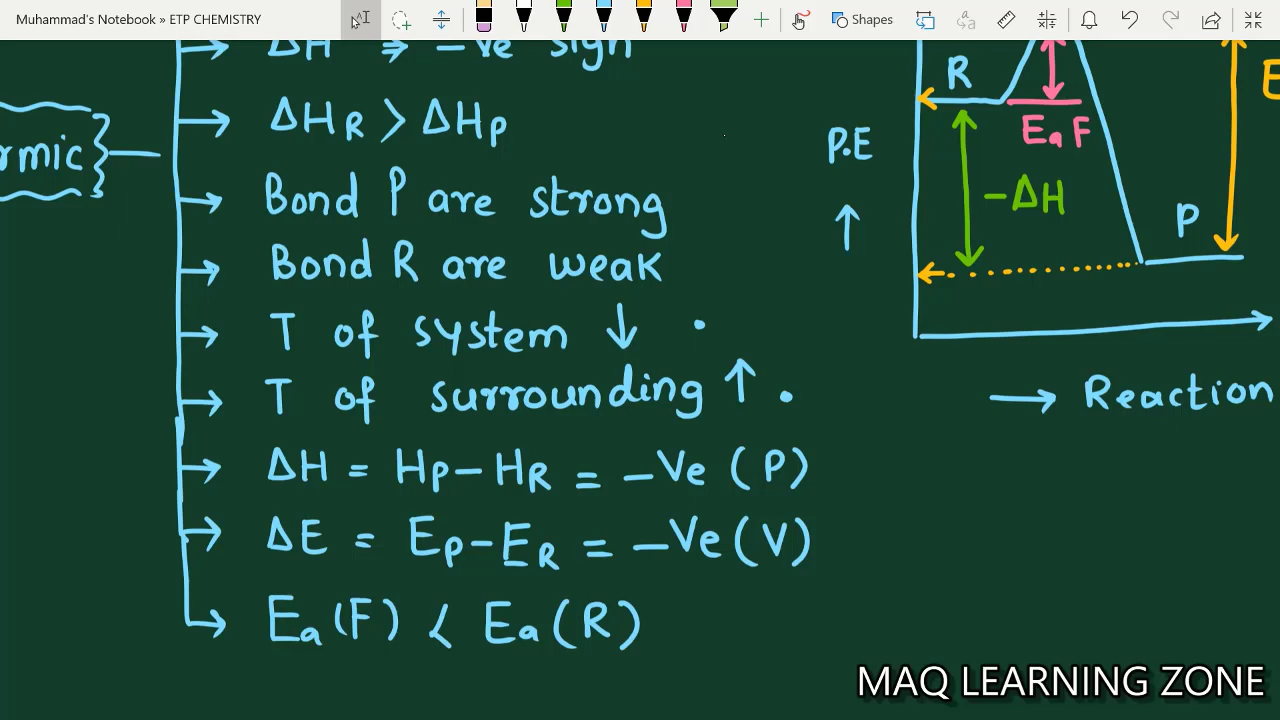 Muhammad's Notebook » ETP CHEMISTRY
Shapes
ΔH ⇒ -ve sign
ΔHR > ΔHP
rmic
Bond P are strong
Bond R are weak
T of system ↓ .
T of surrounding ↑ .
ΔH = HP - HR = -Ve (P)
ΔE = EP - ER = -Ve (V)
Ea (F) < Ea (R)
R
Ea F
E
P.E
↑
-ΔH
P
→ Reaction
MAQ LEARNING ZONE